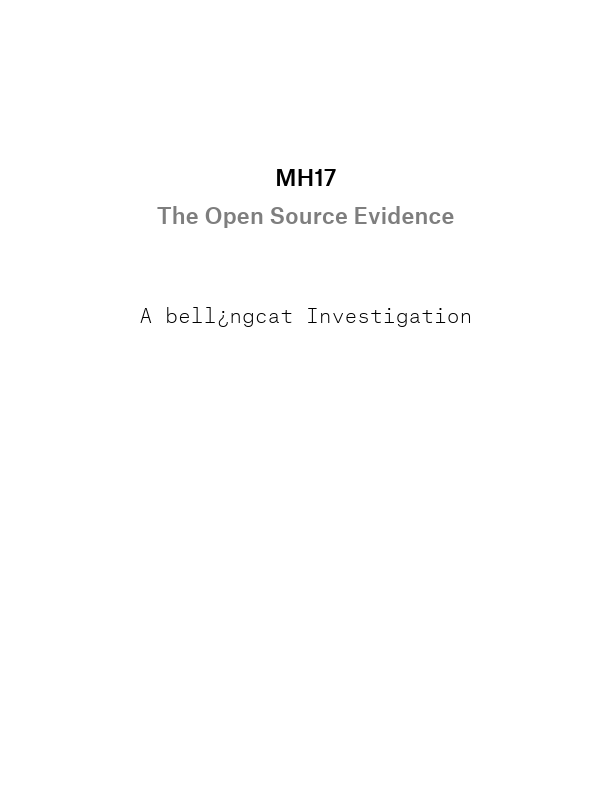 MH17
The Open Source Evidence
A bell¿ngcat Investigation